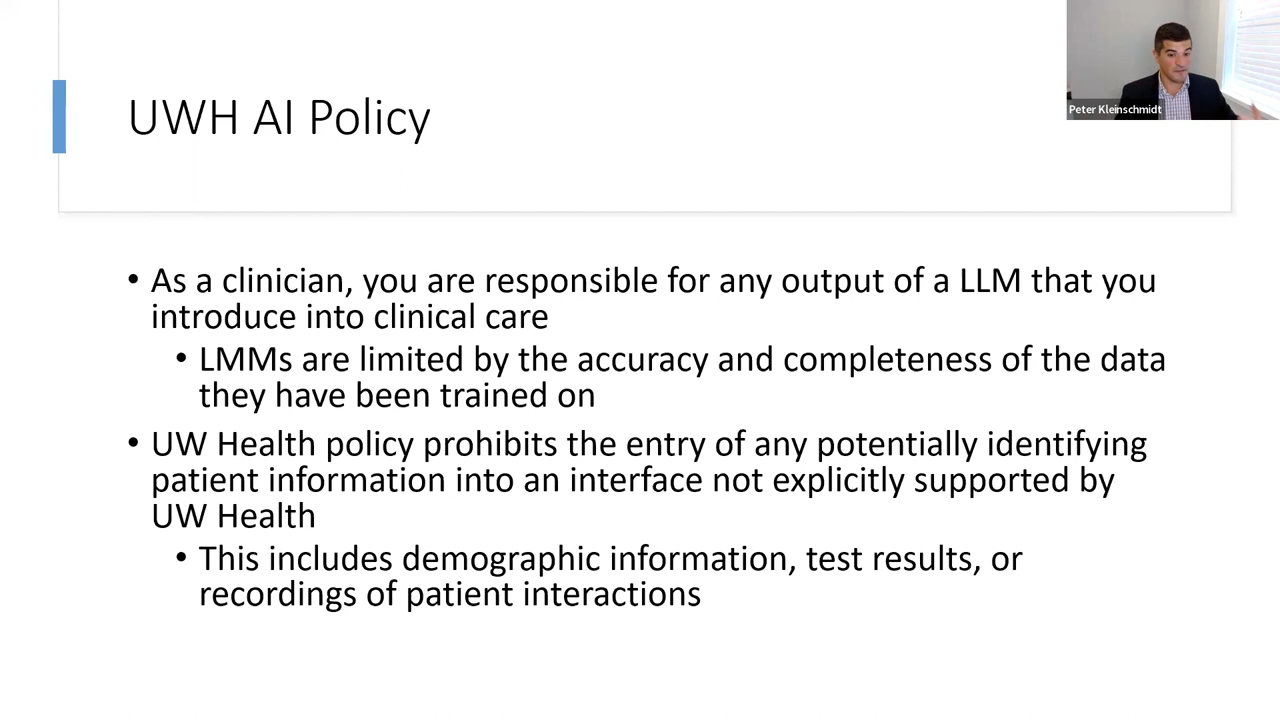 UWH AI Policy
Peter Kleinschmidt
• As a clinician, you are responsible for any output of a LLM that you
introduce into clinical care
• LMMs are limited by the accuracy and completeness of the data
they have been trained on
• UW Health policy prohibits the entry of any potentially identifying
patient information into an interface not explicitly supported by
UW Health
• This includes demographic information, test results, or
recordings of patient interactions